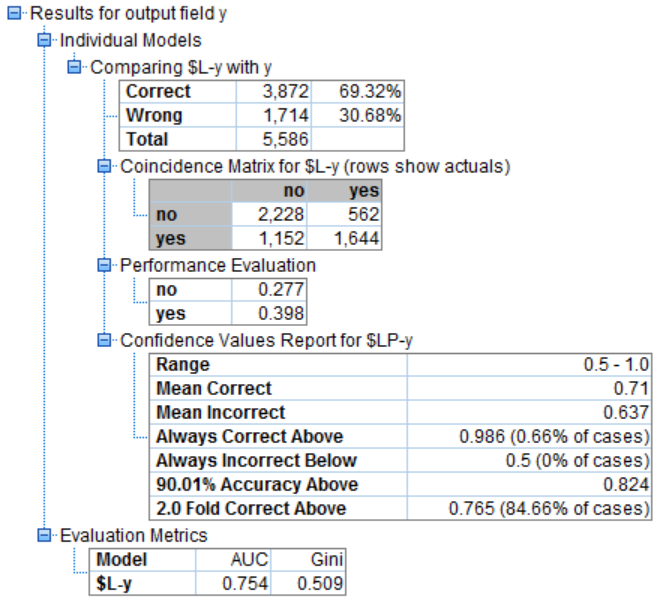 Results for output field y
Individual Models
Comparing $L-y with y
Correct 3,872 69.32%
Wrong 1,714 30.68%
Total 5,586
Coincidence Matrix for $L-y (rows show actuals)
no yes
no 2,228 562
yes 1,152 1,644
Performance Evaluation
no 0.277
yes 0.398
Confidence Values Report for $LP-y
Range 0.5 - 1.0
Mean Correct 0.71
Mean Incorrect 0.637
Always Correct Above 0.986 (0.66% of cases)
Always Incorrect Below 0.5 (0% of cases)
90.01% Accuracy Above 0.824
2.0 Fold Correct Above 0.765 (84.66% of cases)
Evaluation Metrics
Model AUC Gini
$L-y 0.754 0.509